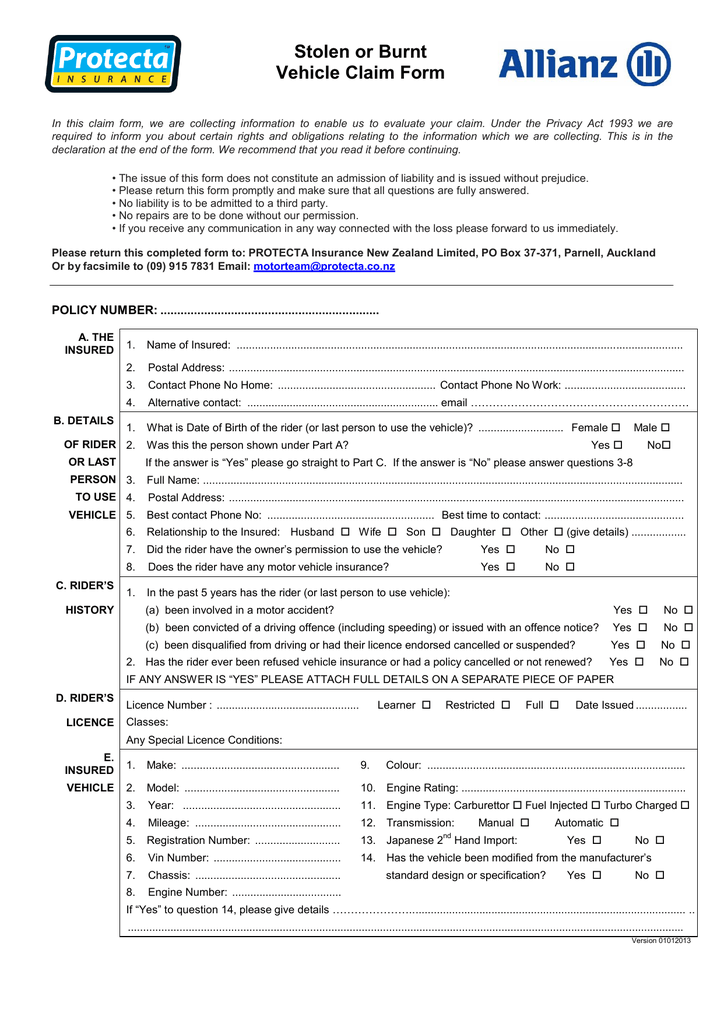 Protecta
INSURANCE
Stolen or Burnt
Vehicle Claim Form
Allianz
In this claim form, we are collecting information to enable us to evaluate your claim. Under the Privacy Act 1993 we are
required to inform you about certain rights and obligations relating to the information which we are collecting. This is in the
declaration at the end of the form. We recommend that you read it before continuing.
• The issue of this form does not constitute an admission of liability and is issued without prejudice.
• Please return this form promptly and make sure that all questions are fully answered.
• No liability is to be admitted to a third party.
• No repairs are to be done without our permission.
• If you receive any communication in any way connected with the loss please forward to us immediately.
Please return this completed form to: PROTECTA Insurance New Zealand Limited, PO Box 37-371, Parnell, Auckland
Or by facsimile to (09) 915 7831 Email: motorteam@protecta.co.nz
POLICY NUMBER: .................................................................
A. THE
INSURED
1. Name of Insured: ....................................................................................................
2. Postal Address: ....................................................................................................
3. Contact Phone No Home: .................................................... Contact Phone No Work: ........................................
4. Alternative contact: ............................................................... email ……………………………………………………
B. DETAILS
OF RIDER
OR LAST
PERSON
TO USE
VEHICLE
1. What is Date of Birth of the rider (or last person to use the vehicle)? ............................ Female ☐ Male ☐
2. Was this the person shown under Part A? Yes ☐ No☐
If the answer is “Yes” please go straight to Part C. If the answer is “No” please answer questions 3-8
3. Full Name: ....................................................................................................
4. Postal Address: ....................................................................................................
5. Best contact Phone No: ....................................................... Best time to contact: ..............................................
6. Relationship to the Insured: Husband ☐ Wife ☐ Son ☐ Daughter ☐ Other ☐ (give details) ..................
7. Did the rider have the owner’s permission to use the vehicle? Yes ☐ No ☐
8. Does the rider have any motor vehicle insurance? Yes ☐ No ☐
C. RIDER’S
HISTORY
1. In the past 5 years has the rider (or last person to use vehicle):
(a) been involved in a motor accident? Yes ☐ No ☐
(b) been convicted of a driving offence (including speeding) or issued with an offence notice? Yes ☐ No ☐
(c) been disqualified from driving or had their licence endorsed cancelled or suspended? Yes ☐ No ☐
2. Has the rider ever been refused vehicle insurance or had a policy cancelled or not renewed? Yes ☐ No ☐
IF ANY ANSWER IS “YES” PLEASE ATTACH FULL DETAILS ON A SEPARATE PIECE OF PAPER
D. RIDER’S
LICENCE
Licence Number : ............................................... Learner ☐ Restricted ☐ Full ☐ Date Issued .................
Classes:
Any Special Licence Conditions:
E.
INSURED
VEHICLE
1. Make: ....................................................
2. Model: ...................................................
3. Year: ....................................................
4. Mileage: ................................................
5. Registration Number: ............................
6. Vin Number: ..........................................
7. Chassis: ................................................
8. Engine Number: ....................................
9. Colour: .....................................................................................
10. Engine Rating: ..........................................................................
11. Engine Type: Carburettor ☐ Fuel Injected ☐ Turbo Charged ☐
12. Transmission: Manual ☐ Automatic ☐
13. Japanese 2nd Hand Import: Yes ☐ No ☐
14. Has the vehicle been modified from the manufacturer’s
standard design or specification? Yes ☐ No ☐
If “Yes” to question 14, please give details …………………......................................................................................... ..
....................................................................................................
Version 01012013